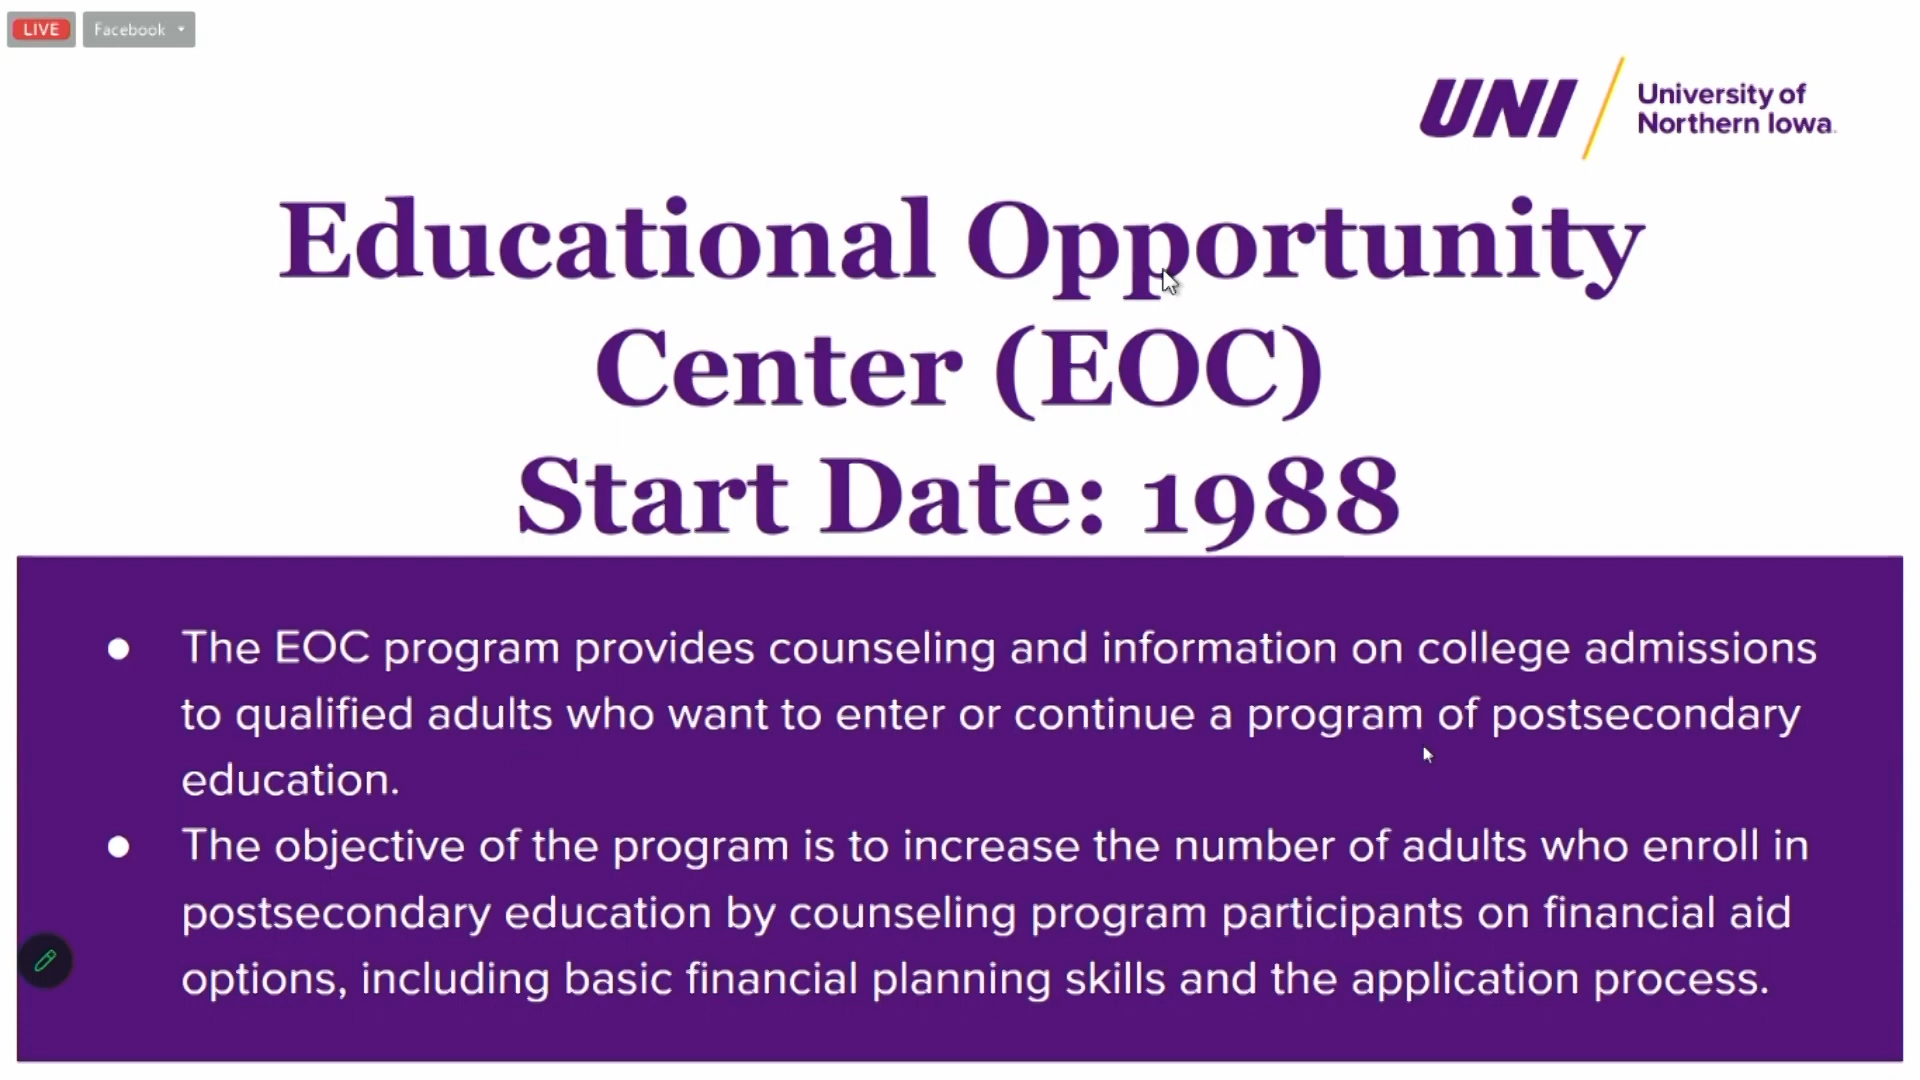 LIVE Facebook
UNI University of
Northern Iowa.
Educational Opportunity
Center (EOC)
Start Date: 1988
● The EOC program provides counseling and information on college admissions
to qualified adults who want to enter or continue a program of postsecondary
education.
● The objective of the program is to increase the number of adults who enroll in
postsecondary education by counseling program participants on financial aid
options, including basic financial planning skills and the application process.